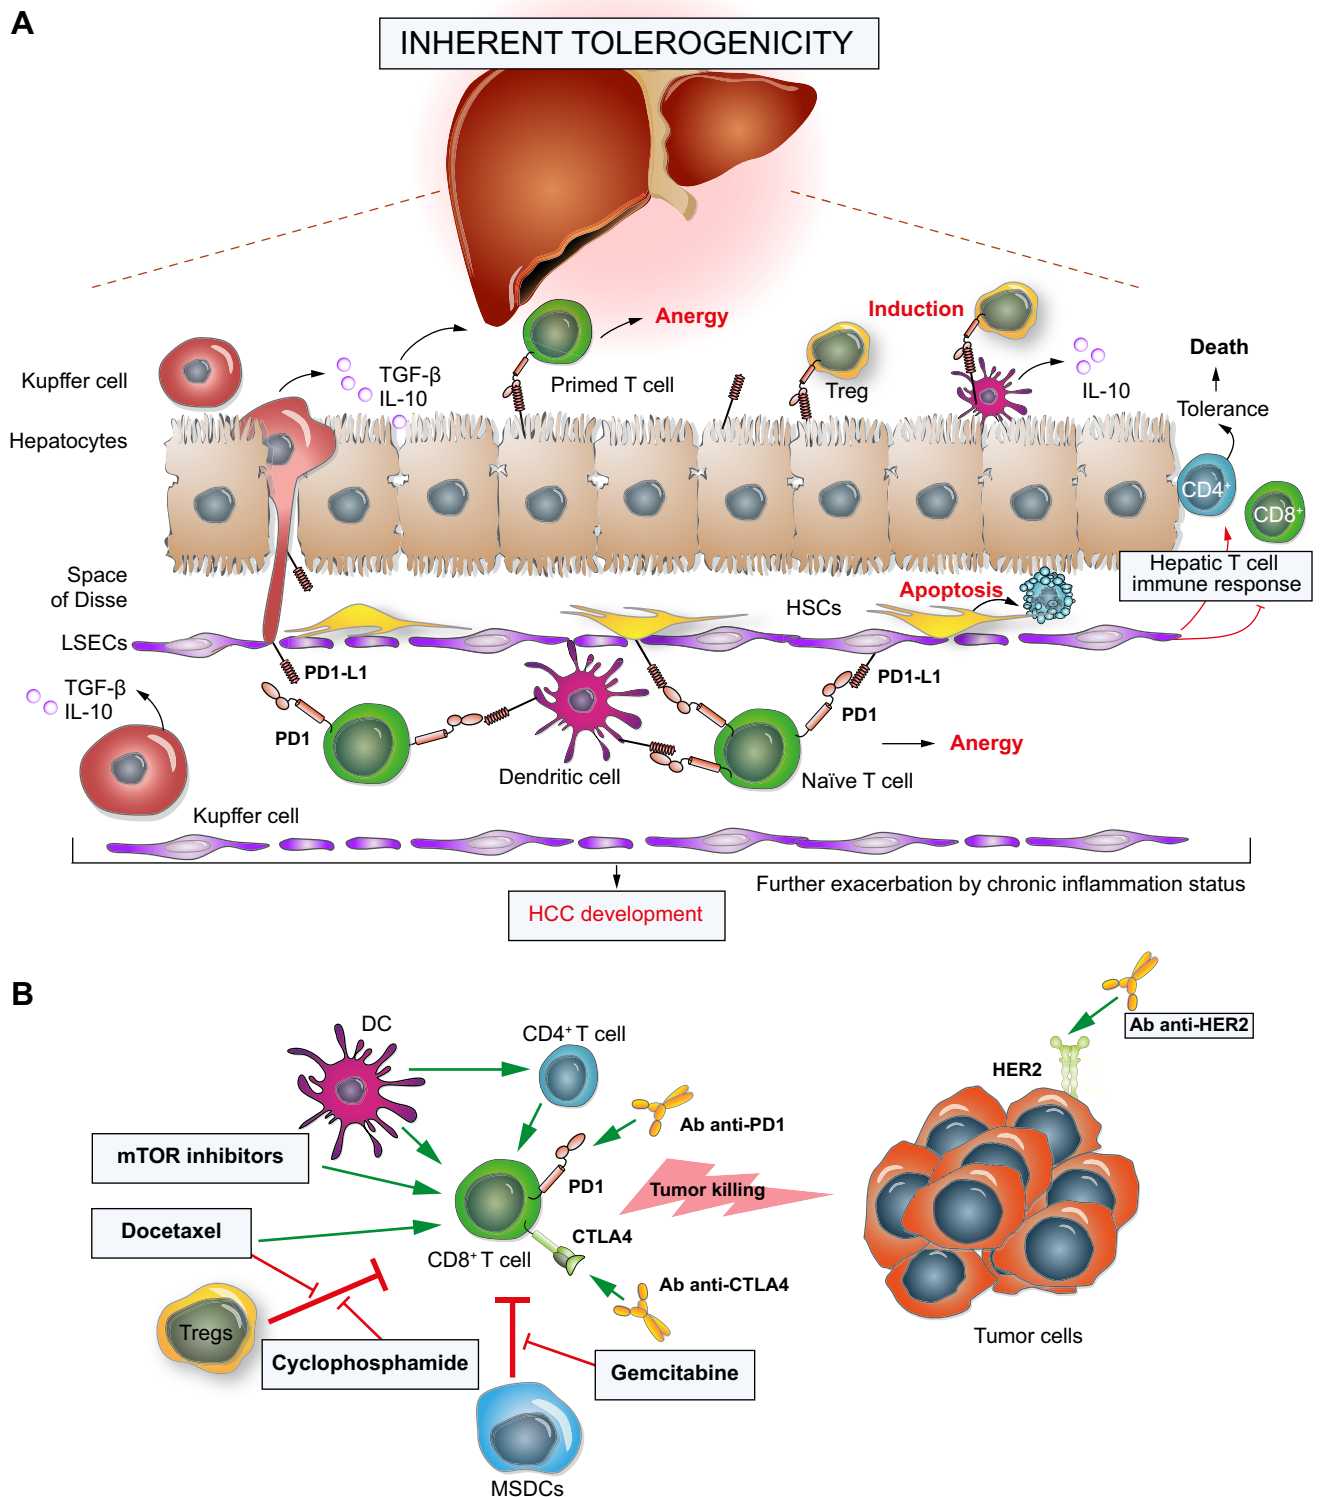 A
INHERENT TOLEROGENICITY
Anergy
Induction
Death
Kupffer cell
TGF-β
IL-10
Primed T cell
Treg
IL-10
Tolerance
Hepatocytes
CD4+
CD8+
Hepatic T cell
immune response
Space
of Disse
Apoptosis
HSCs
LSECs
PD1-L1
PD1-L1
TGF-β
IL-10
PD1
PD1
Anergy
Dendritic cell
Naïve T cell
Kupffer cell
Further exacerbation by chronic inflammation status
HCC development
B
DC
CD4+ T cell
Ab anti-HER2
HER2
Ab anti-PD1
mTOR inhibitors
PD1
Tumor killing
Docetaxel
CTLA4
CD8+ T cell
Ab anti-CTLA4
Tregs
Tumor cells
Cyclophosphamide
Gemcitabine
MSDCs